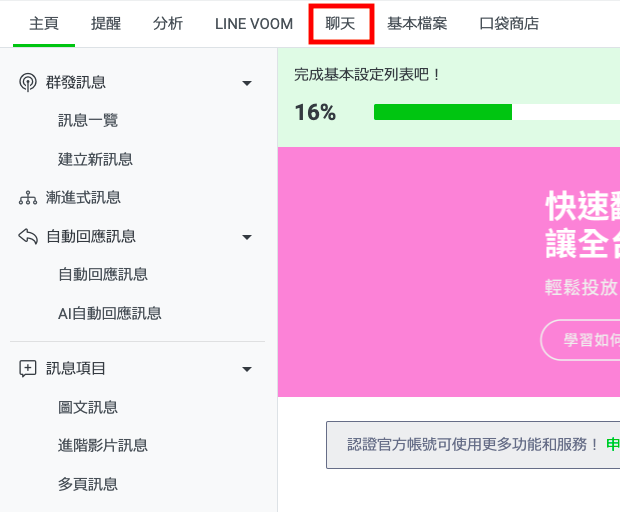 主頁 提醒 分析 LINE VOOM 聊天 基本檔案 口袋商店
群發訊息
訊息一覽
建立新訊息
漸進式訊息
自動回應訊息
自動回應訊息
AI自動回應訊息
訊息項目
圖文訊息
進階影片訊息
多頁訊息
完成基本設定列表吧！
16%
快速
讓全
輕鬆投放
學習如何
認證官方帳號可使用更多功能和服務！ 申